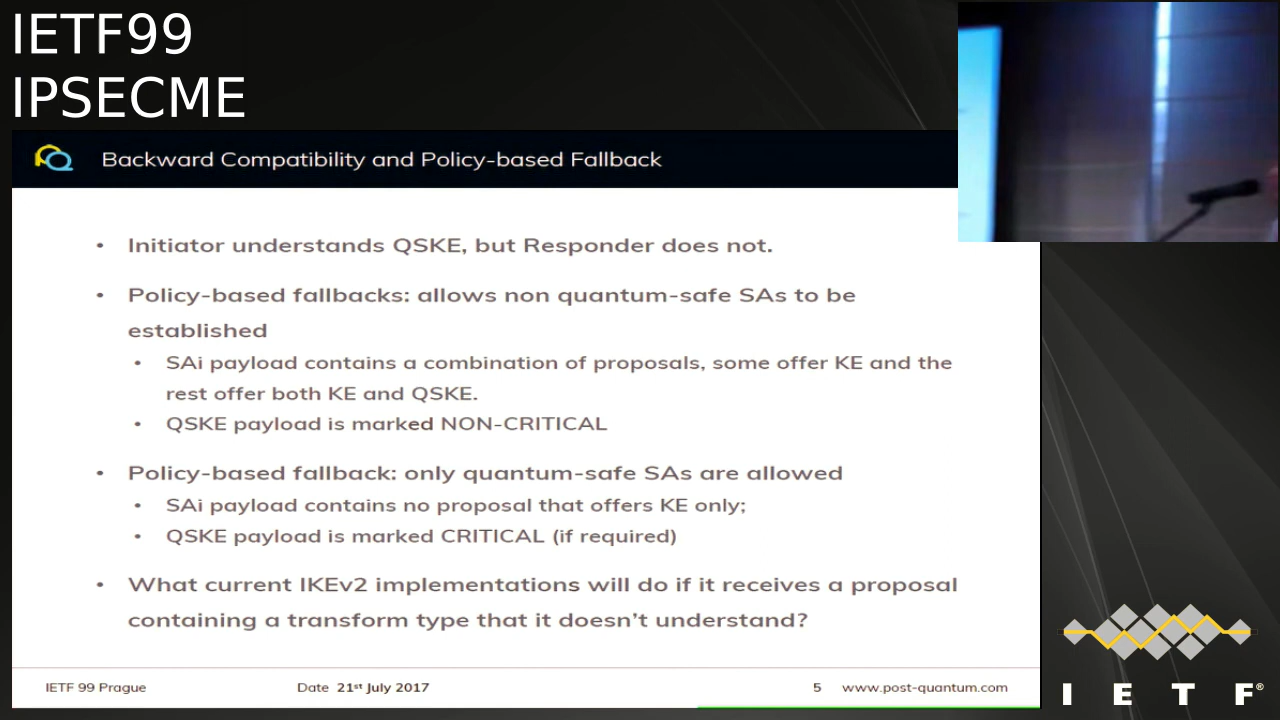 IETF99
IPSECME
Backward Compatibility and Policy-based Fallback
• Initiator understands QSKE, but Responder does not.
• Policy-based fallbacks: allows non quantum-safe SAs to be
established
• SAi payload contains a combination of proposals, some offer KE and the
rest offer both KE and QSKE.
• QSKE payload is marked NON-CRITICAL
• Policy-based fallback: only quantum-safe SAs are allowed
• SAi payload contains no proposal that offers KE only;
• QSKE payload is marked CRITICAL (if required)
• What current IKEv2 implementations will do if it receives a proposal
containing a transform type that it doesn't understand?
IETF 99 Prague Date 21st July 2017 5 www.post-quantum.com
I E T F®